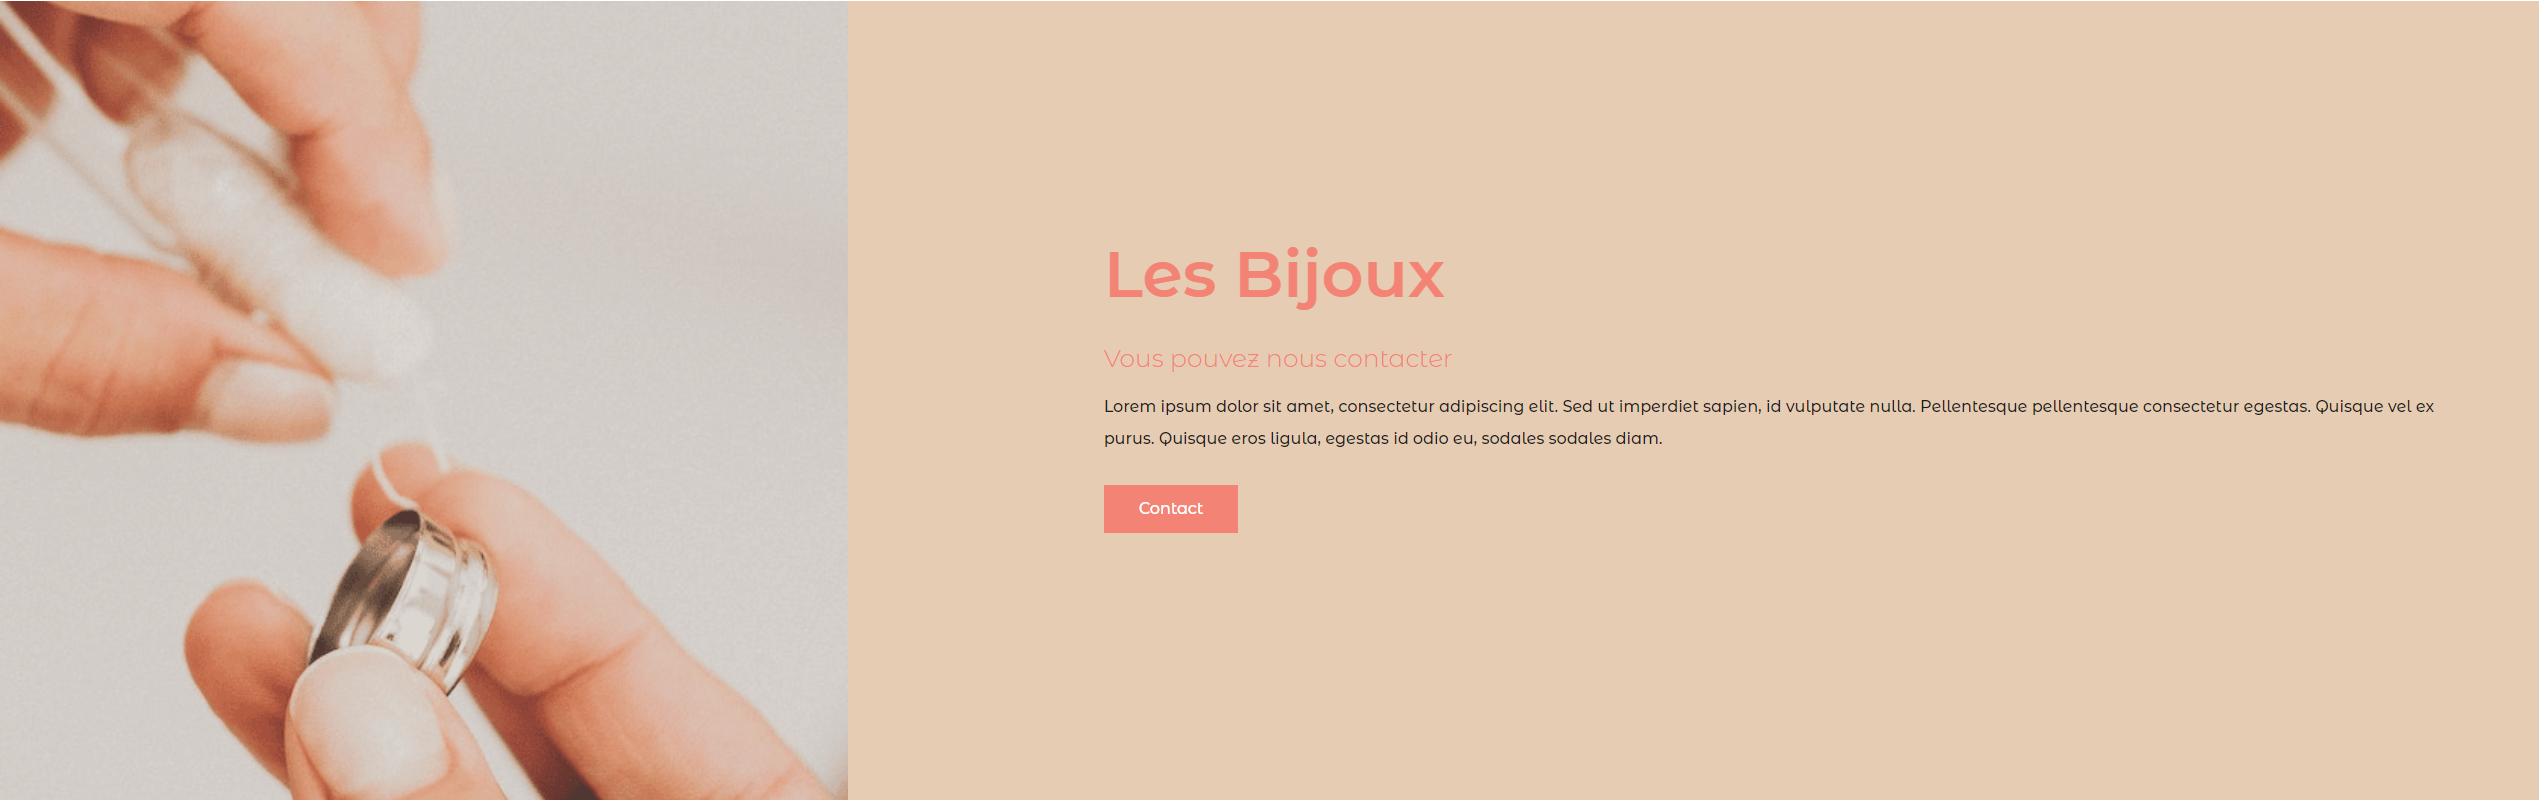 Les Bijoux
Vous pouvez nous contacter
Lorem ipsum dolor sit amet, consectetur adipiscing elit. Sed ut imperdiet sapien, id vulputate nulla. Pellentesque pellentesque consectetur egestas. Quisque vel ex
purus. Quisque eros ligula, egestas id odio eu, sodales sodales diam.
Contact